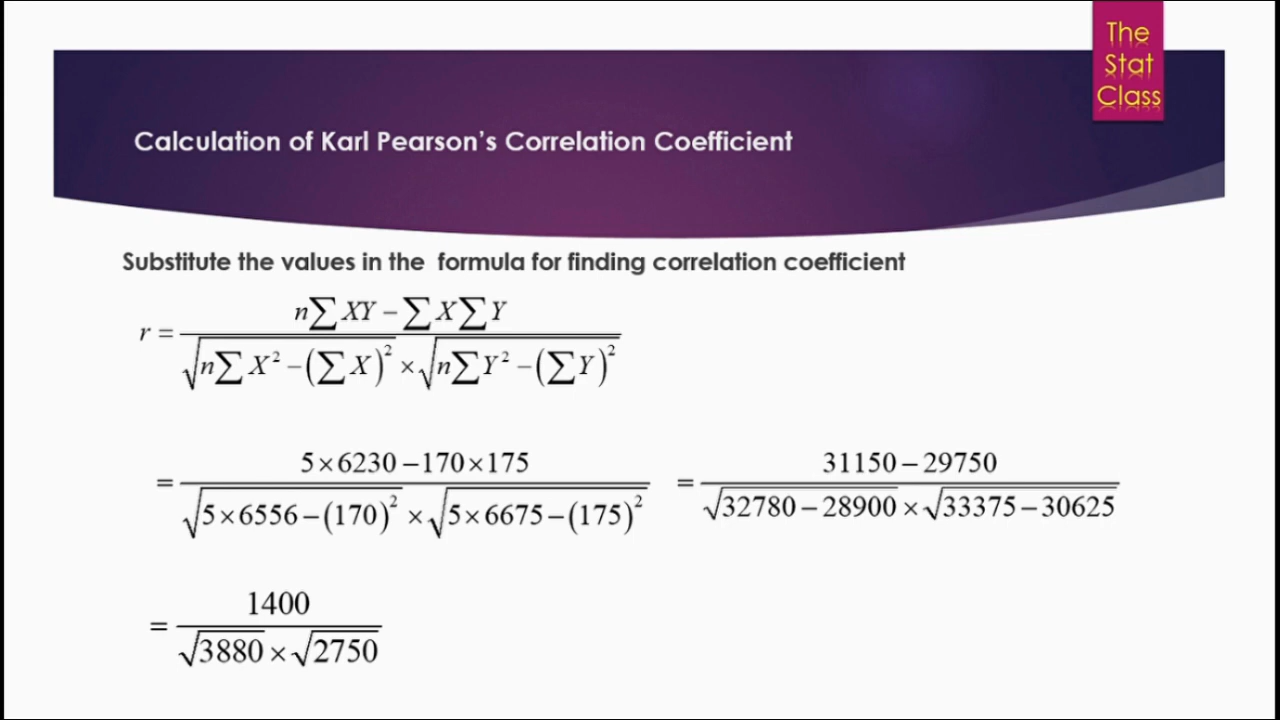 The
Stat
Class
Calculation of Karl Pearson's Correlation Coefficient
Substitute the values in the formula for finding correlation coefficient
r = n∑XY − ∑X∑Y / √(n∑X² − (∑X)²) × √(n∑Y² − (∑Y)²)
= 5×6230 − 170×175 / √(5×6556 − (170)²) × √(5×6675 − (175)²) = 31150 − 29750 / √(32780 − 28900) × √(33375 − 30625)
= 1400 / √3880 × √2750